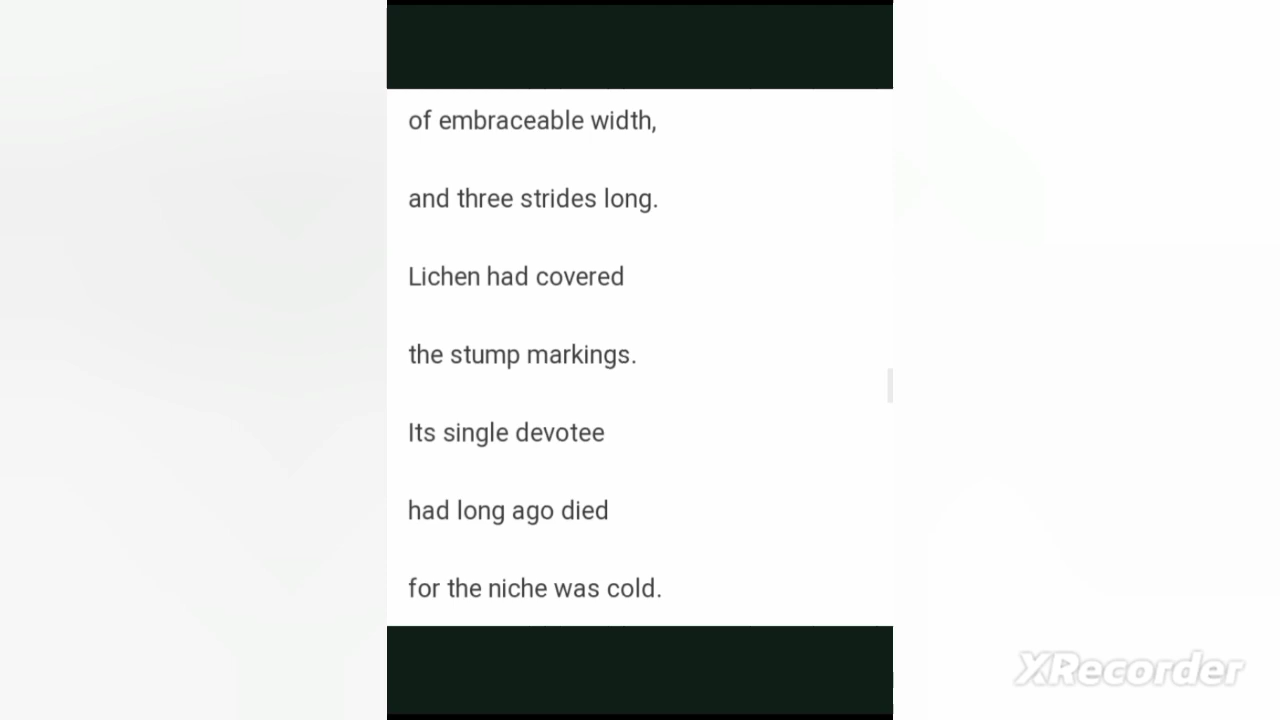 of embraceable width,
and three strides long.
Lichen had covered
the stump markings.
Its single devotee
had long ago died
for the niche was cold.
XRecorder